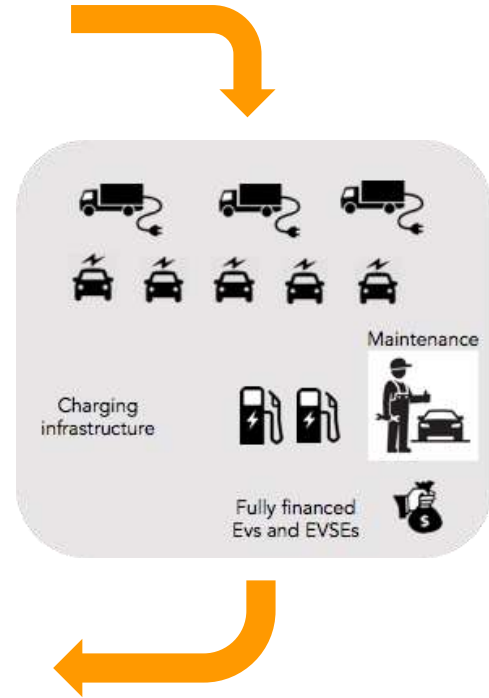 Maintenance
Charging
infrastructure
Fully financed
Evs and EVSEs
$